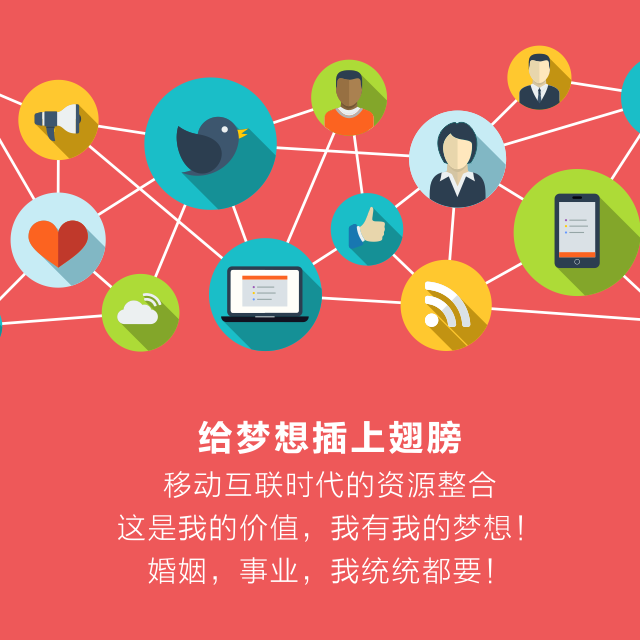 给梦想插上翅膀
移动互联时代的资源整合
这是我的价值，我有我的梦想！
婚姻，事业，我统统都要！